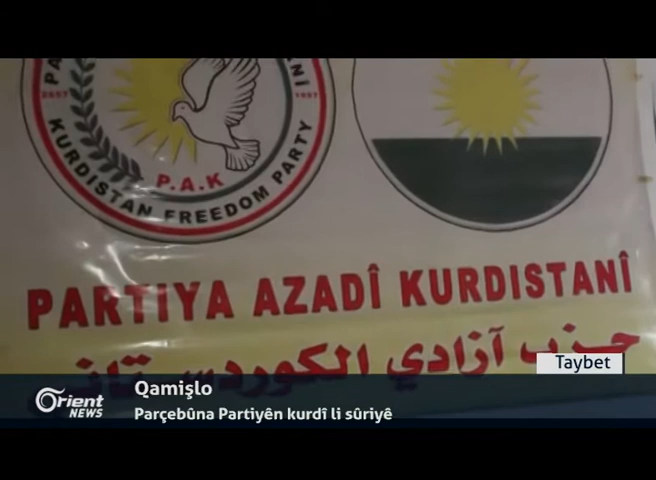 KURDISTAN FREEDOM PARTY
P.A.K
PARTIYA AZADÎ KURDISTANÎ
حزب آزادي الكوردستاني
Taybet
Orient NEWS
Qamişlo
Parçebûna Partiyên kurdî li sûriyê